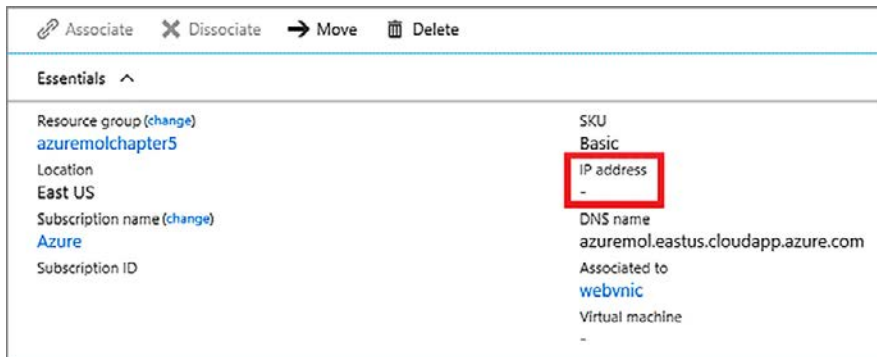 Associate Dissociate Move Delete
Essentials
Resource group (change)
azuremolchapter5
Location
East US
Subscription name (change)
Azure
Subscription ID
SKU
Basic
IP address
-
DNS name
azuremol.eastus.cloudapp.azure.com
Associated to
webvnic
Virtual machine
-